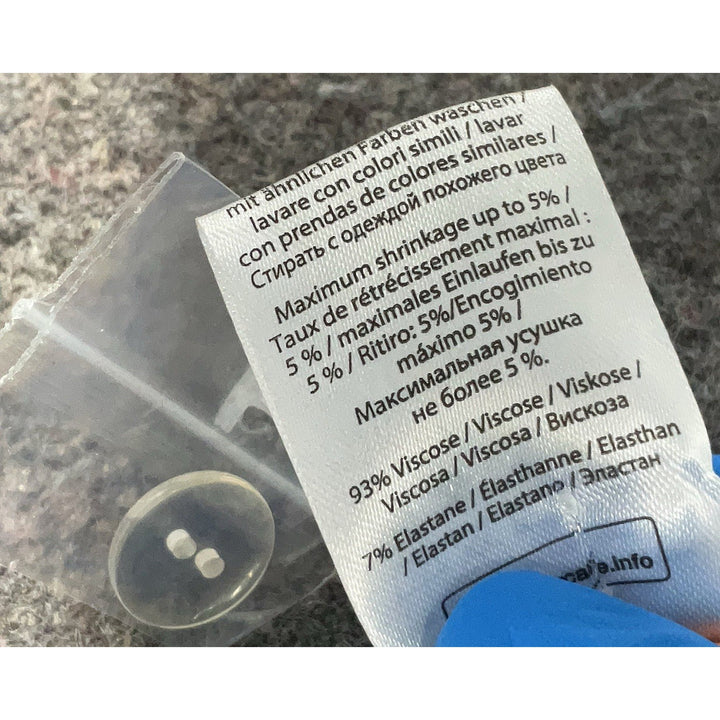 mit ähnlichen Farben waschen /
lavare con colori simili / lavar
con prendas de colores similares /
Стирать с одеждой похожего цвета
Maximum shrinkage up to 5% /
Taux de rétrécissement maximal :
5 % / maximales Einlaufen bis zu
5 % / Ritiro: 5%/Encogimiento
máximo 5% /
Максимальная усушка
не более 5 %.
93% Viscose / Viscose / Viskose /
Viscosa / Viscosa / Вискоза
7% Elastane / Élasthanne / Elasthan
/ Elastan / Elastano / Эластан
.info